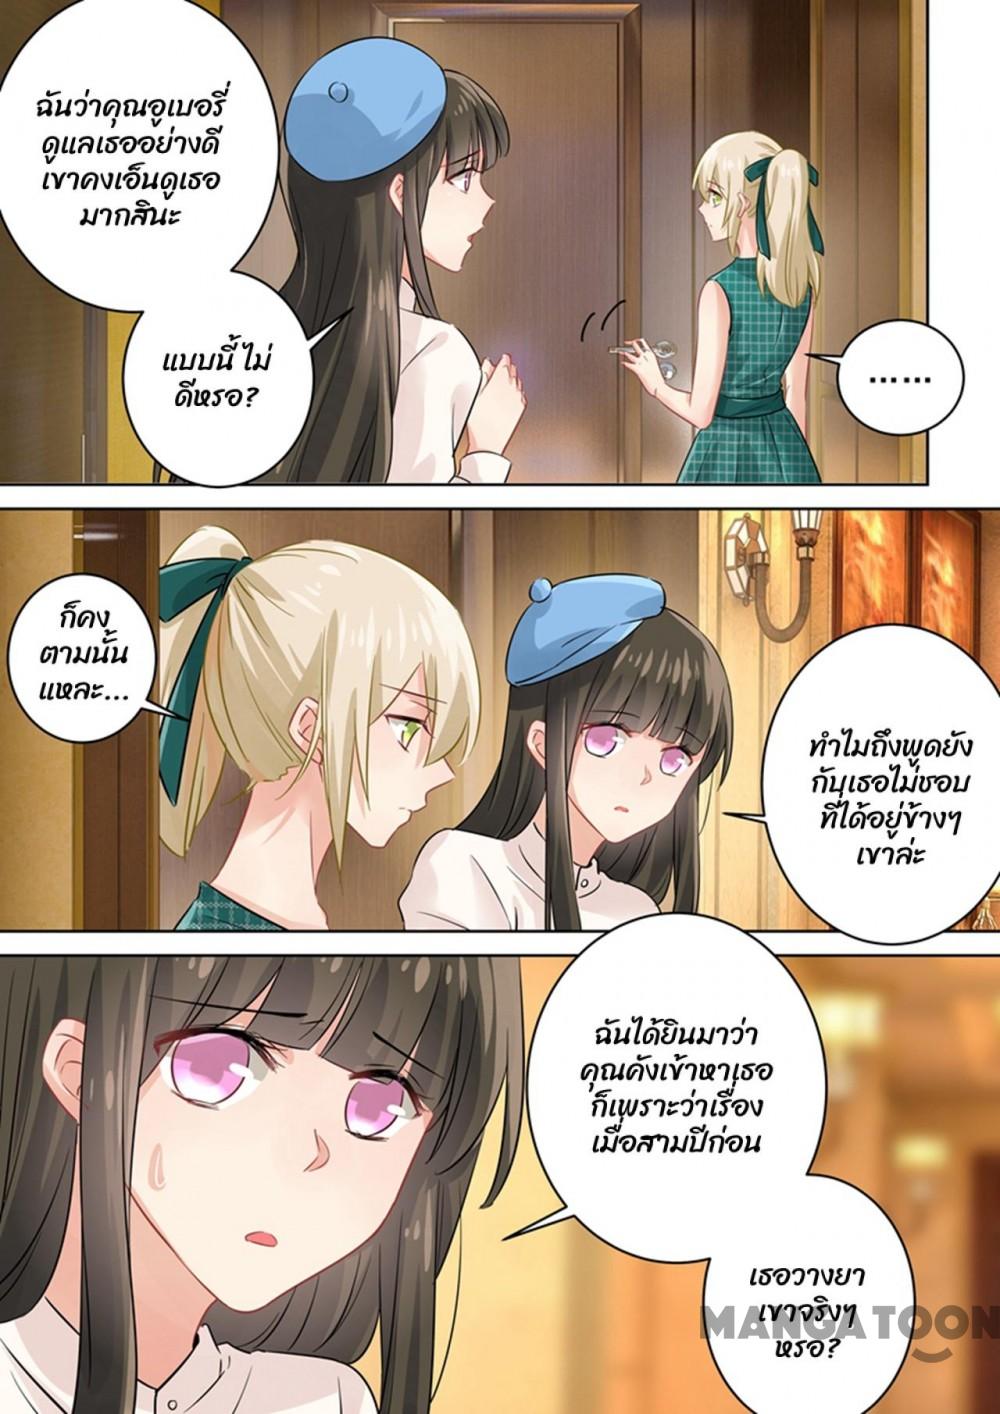 ฉันว่าคุณอูเบอรี่
ดูแลเธออย่างดี
เขาคงเอ็นดูเธอ
มากสินะ
แบบนี้ ไม่
ดีหรอ?
......
ก็คง
ตามนั้น
แหละ...
ทำไมถึงพูดยัง
กับเธอไม่ชอบ
ที่ได้อยู่ข้างๆ
เขาล่ะ
ฉันได้ยินมาว่า
คุณคังเข้าหาเธอ
ก็เพราะว่าเรื่อง
เมื่อสามปีก่อน
เธอวางยา
เขาจริงๆ
หรอ?
MANGATOON